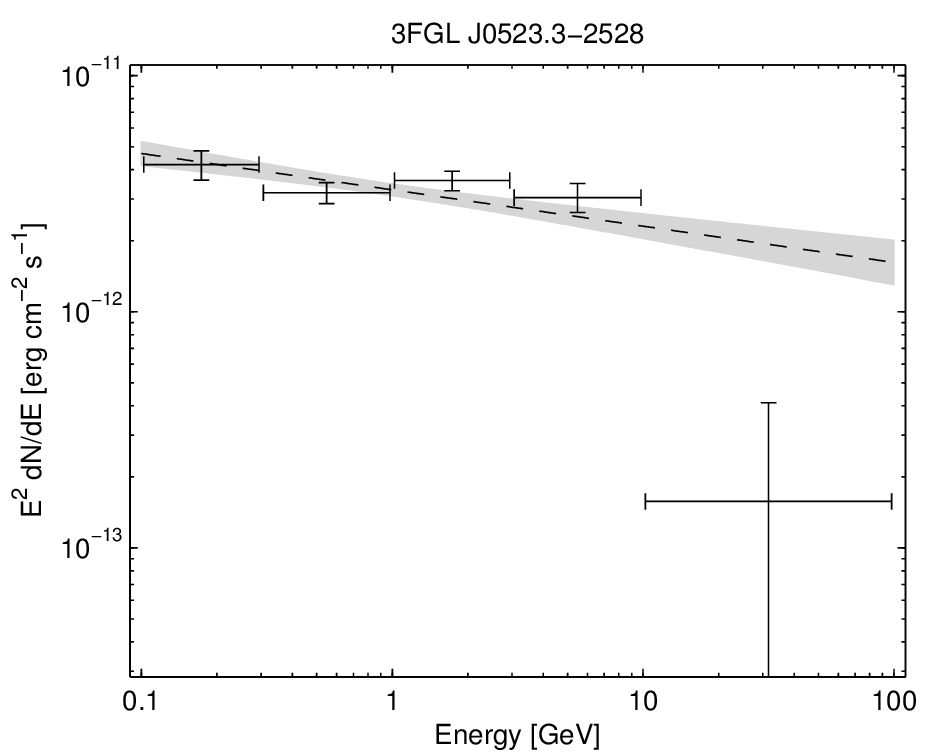 3FGL J0523.3−2528
10⁻¹¹
10⁻¹²
10⁻¹³
E² dN/dE [erg cm⁻² s⁻¹]
0.1 1 10 100
Energy [GeV]